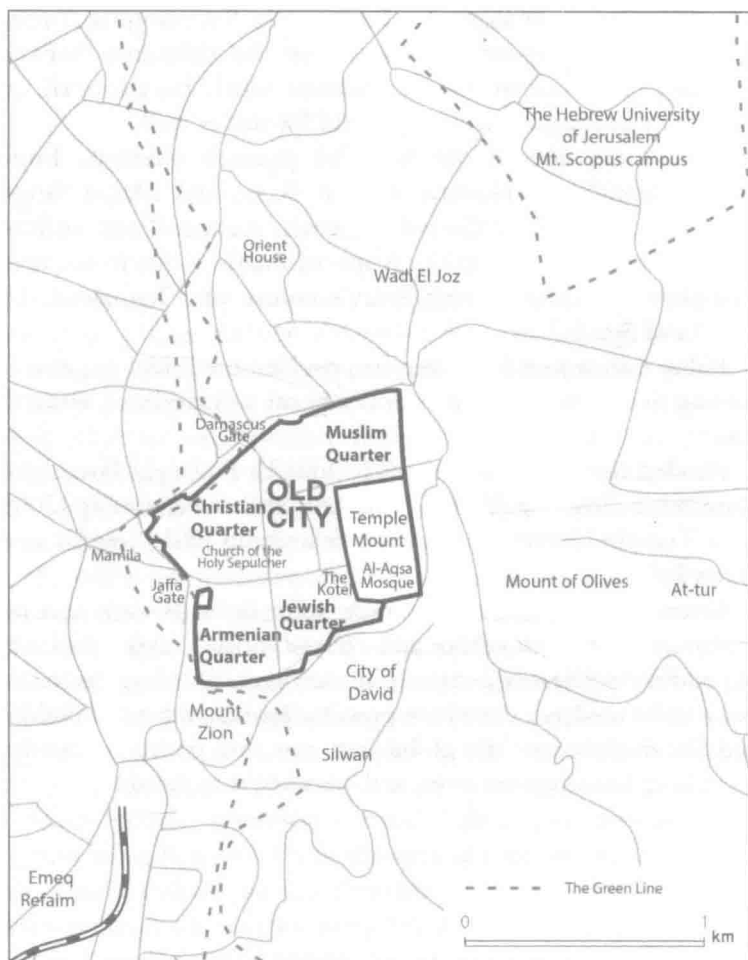 The Hebrew University
of Jerusalem
Mt. Scopus campus
Orient
House
Wadi El Joz
Damascus
Gate
Muslim
Quarter
OLD
CITY
Christian
Quarter
Temple
Mount
Church of the
Holy Sepulcher
Mamila
The
Kotel
Al-Aqsa
Mosque
Jaffa
Gate
Mount of Olives
At-tur
Jewish
Quarter
Armenian
Quarter
City of
David
Mount
Zion
Silwan
Emeq
Refaim
The Green Line
0
1
km